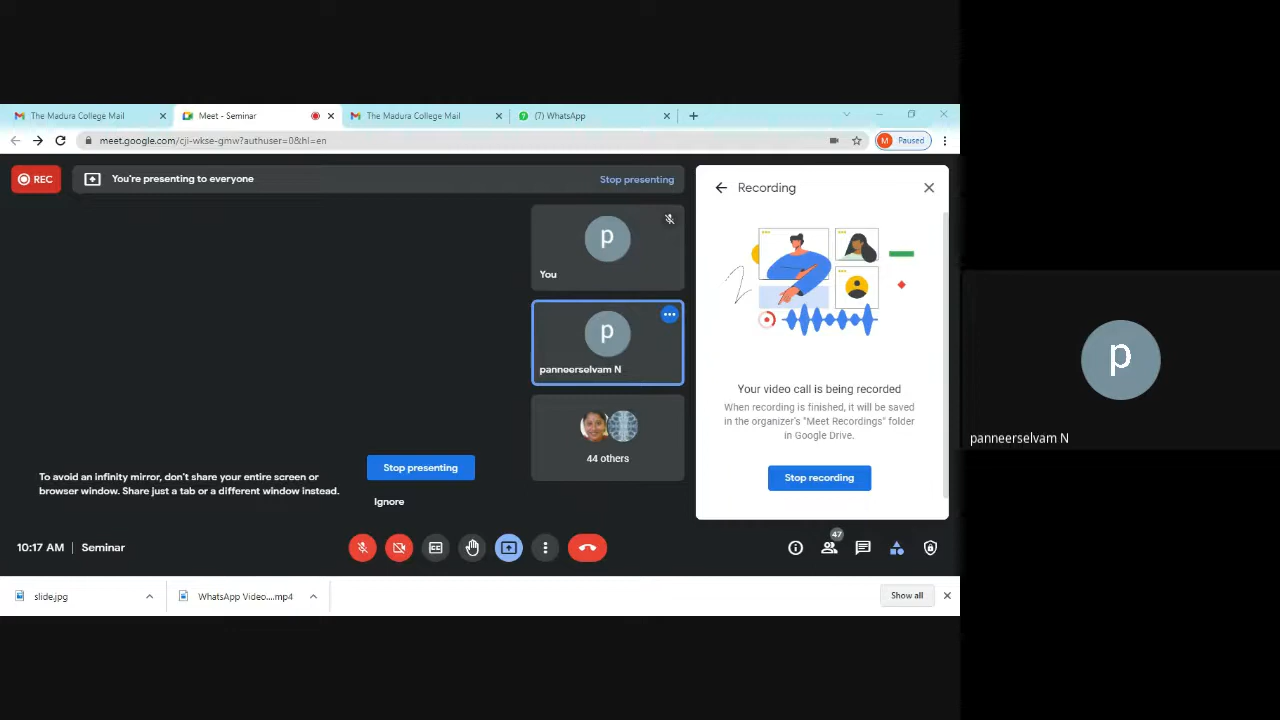 The Madura College Mail
Meet - Seminar
The Madura College Mail
(7) WhatsApp
meet.google.com/cji-wkse-gmw?authuser=0&hl=en
M
Paused
REC
You're presenting to everyone
Stop presenting
p
You
p
panneerselvam N
44 others
To avoid an infinity mirror, don't share your entire screen or
browser window. Share just a tab or a different window instead.
Stop presenting
Ignore
Recording
Your video call is being recorded
When recording is finished, it will be saved
in the organizer's "Meet Recordings" folder
in Google Drive.
Stop recording
10:17 AM | Seminar
47
slide.jpg
WhatsApp Video....mp4
Show all
p
panneerselvam N